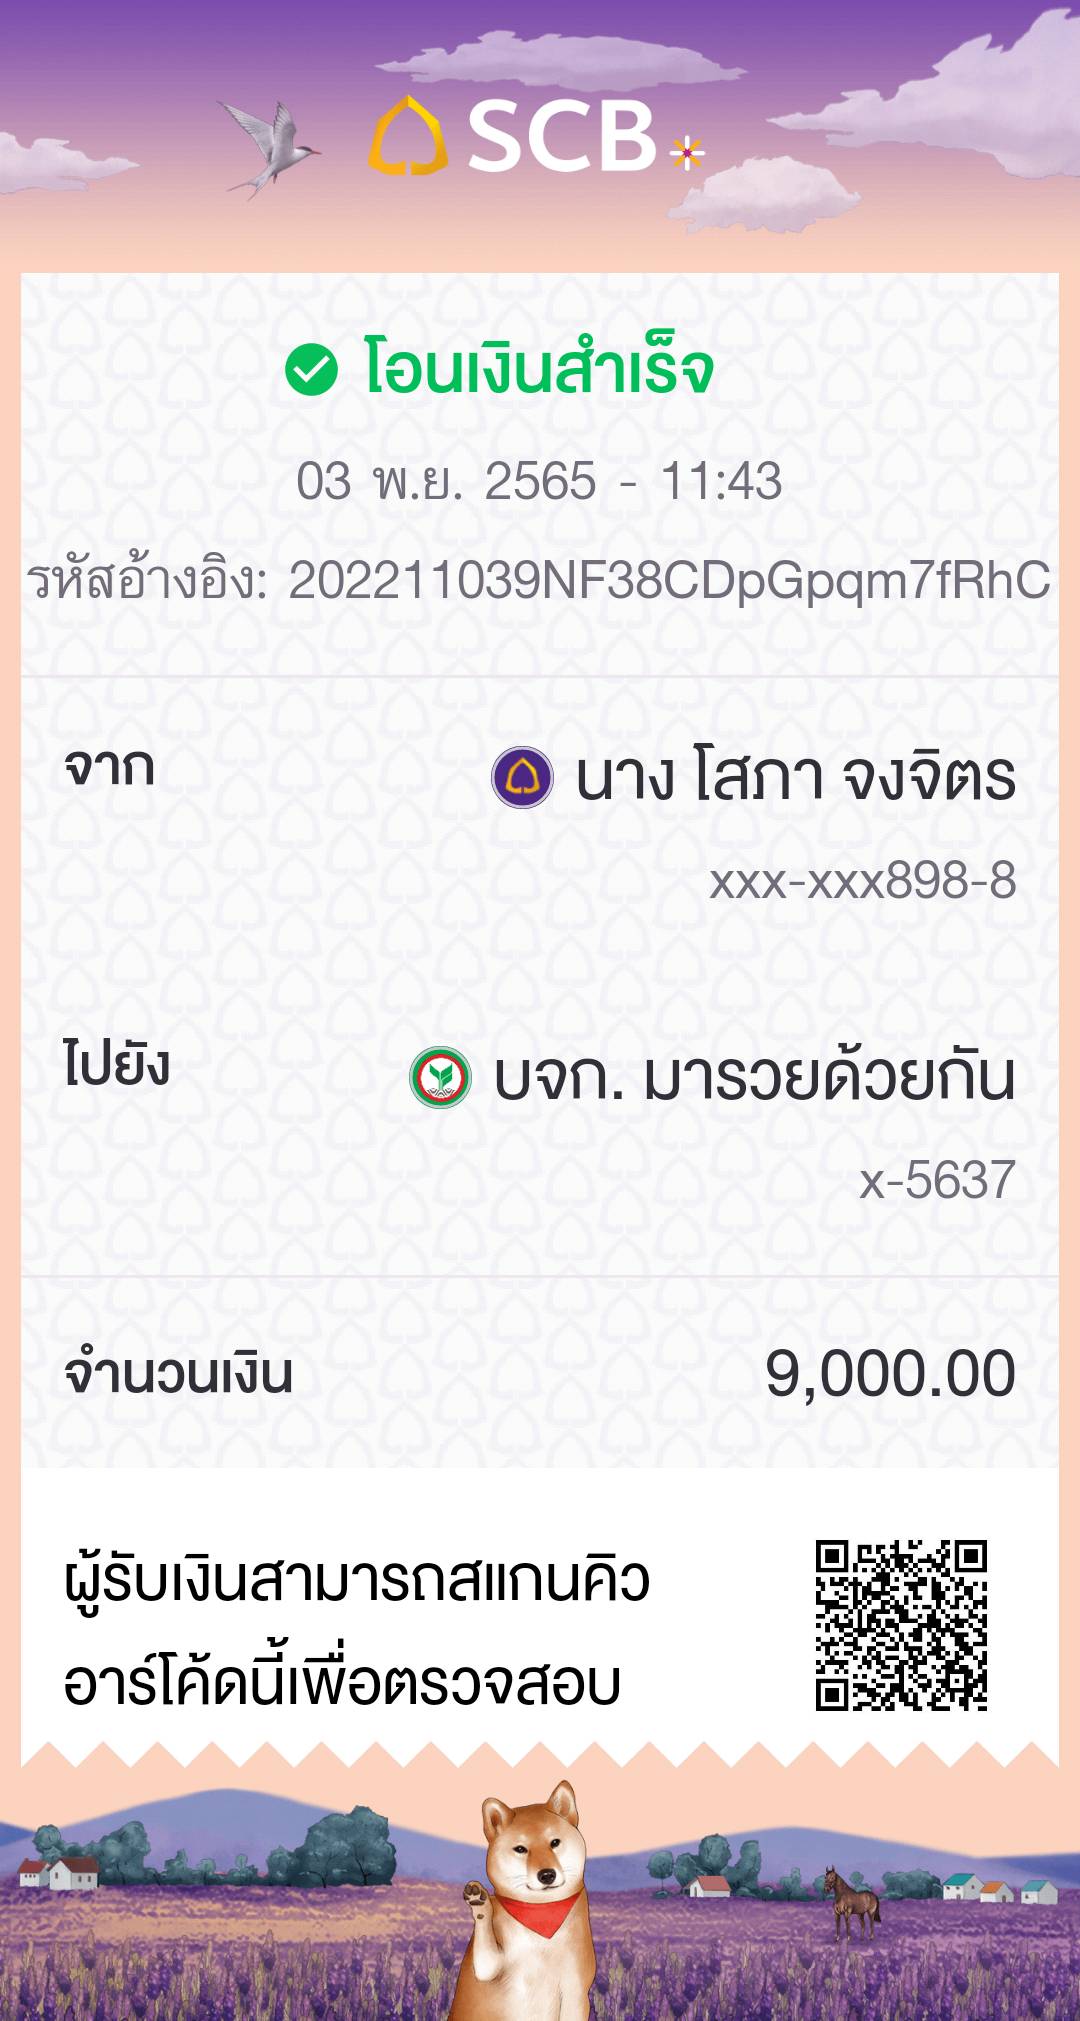 SCB
โอนเงินสำเร็จ
03 พ.ย. 2565 - 11:43
รหัสอ้างอิง: 202211039NF38CDpGpqm7fRhC
จาก
นาง โสภา จงจิตร
xxx-xxx898-8
ไปยัง
บจก. มารวยด้วยกัน
x-5637
จำนวนเงิน
9,000.00
ผู้รับเงินสามารถสแกนคิว
อาร์โค้ดนี้เพื่อตรวจสอบ